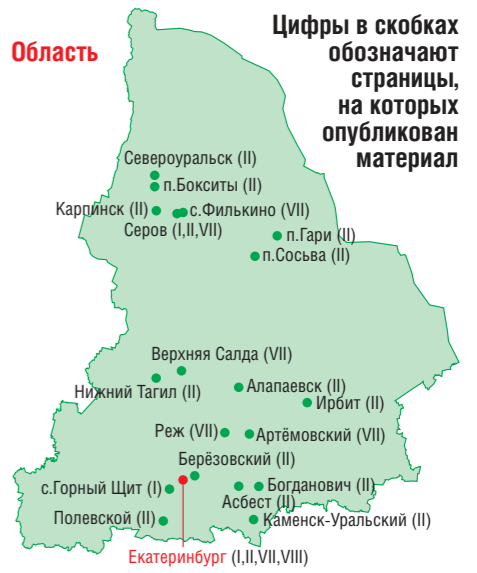 Область
Цифры в скобках
обозначают
страницы,
на которых
опубликован
материал
Североуральск (II)
п.Бокситы (II)
Карпинск (II)
с.Филькино (VII)
Серов (I,II,VII)
п.Гари (II)
п.Сосьва (II)
Верхняя Салда (VII)
Нижний Тагил (II)
Алапаевск (II)
Ирбит (II)
Реж (VII)
Артёмовский (VII)
Берёзовский (II)
с.Горный Щит (I)
Богданович (II)
Асбест (II)
Полевской (II)
Каменск-Уральский (II)
Екатеринбург (I,II,VII,VIII)